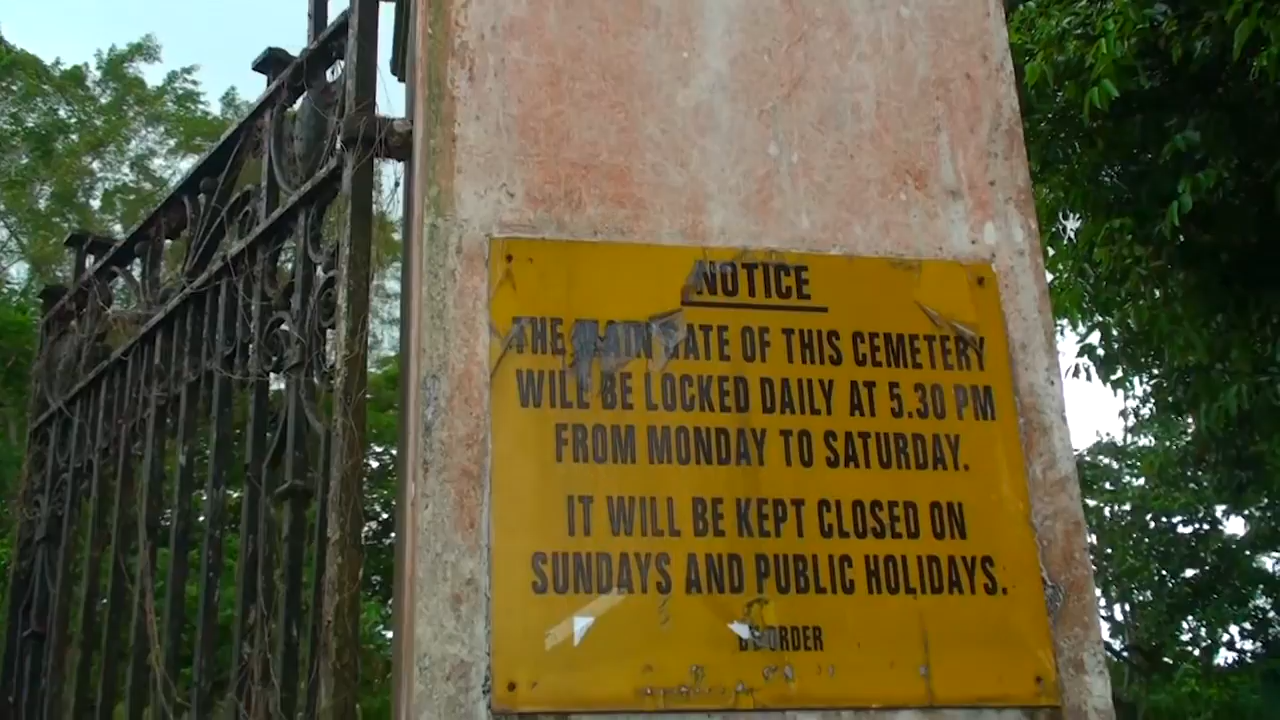 NOTICE
THE MAIN GATE OF THIS CEMETERY
WILL BE LOCKED DAILY AT 5.30 PM
FROM MONDAY TO SATURDAY.
IT WILL BE KEPT CLOSED ON
SUNDAYS AND PUBLIC HOLIDAYS.
BY ORDER